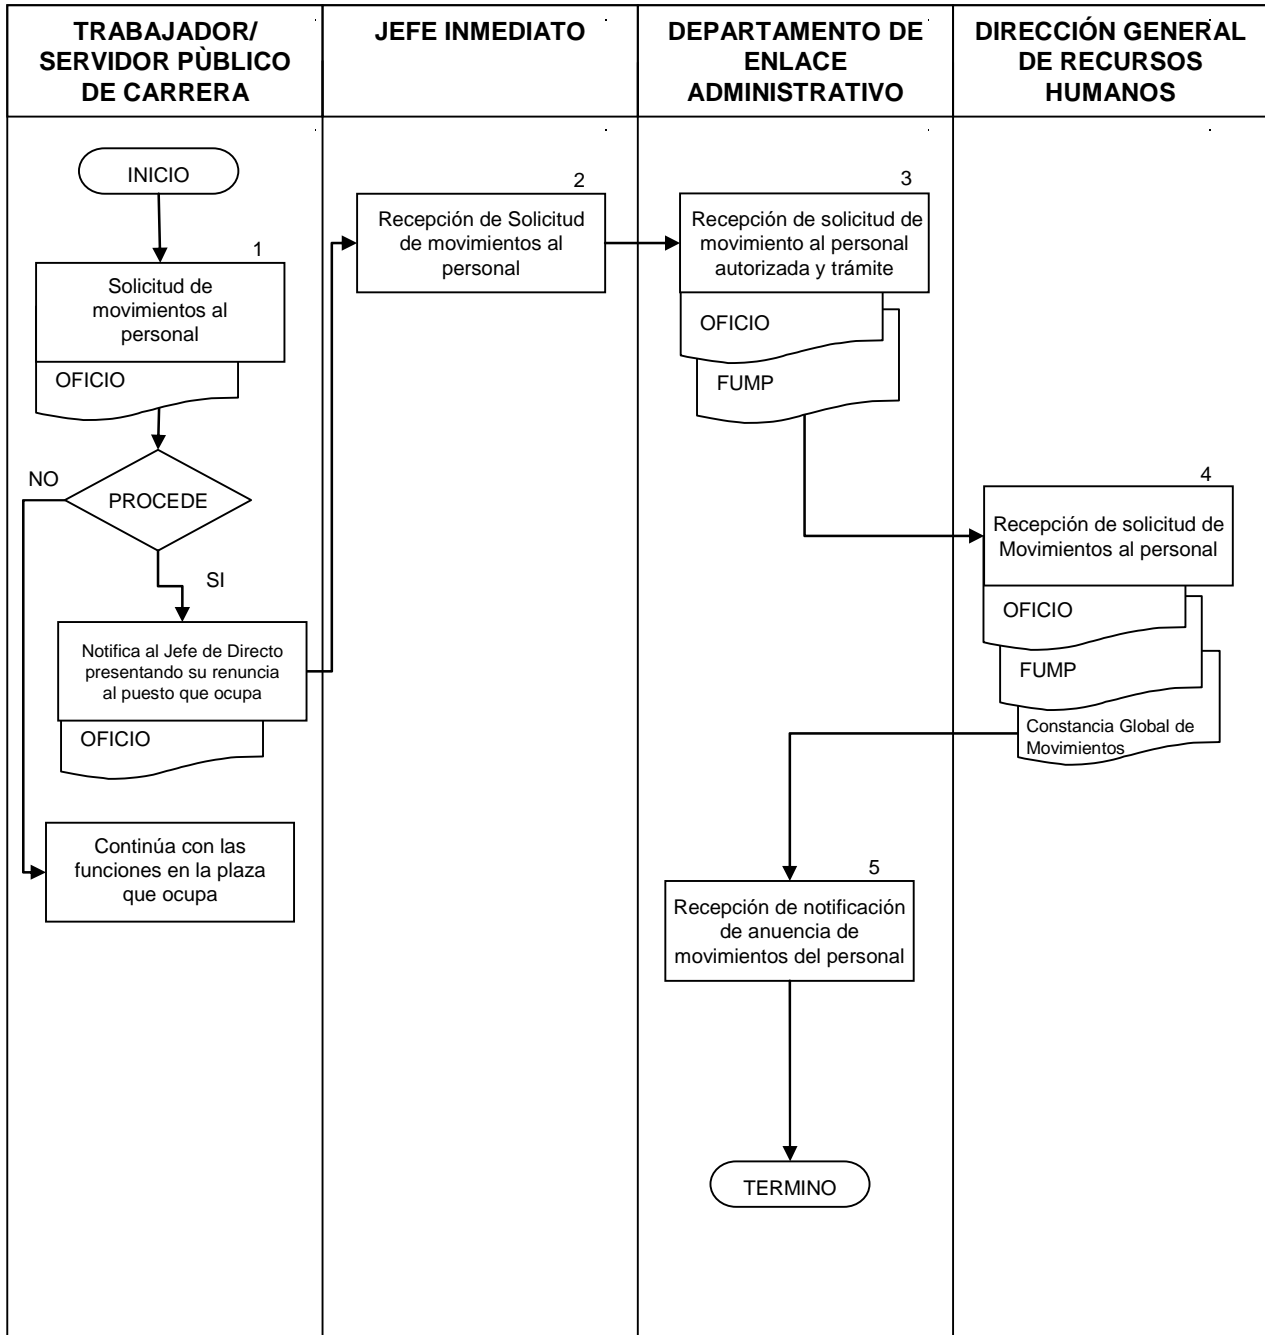 TRABAJADOR/
SERVIDOR PÙBLICO
DE CARRERA
JEFE INMEDIATO
DEPARTAMENTO DE
ENLACE
ADMINISTRATIVO
DIRECCIÓN GENERAL
DE RECURSOS
HUMANOS
INICIO
1
Solicitud de
movimientos al
personal
OFICIO
NO
PROCEDE
SI
Notifica al Jefe de Directo
presentando su renuncia
al puesto que ocupa
OFICIO
Continúa con las
funciones en la plaza
que ocupa
2
Recepción de Solicitud
de movimientos al
personal
3
Recepción de solicitud de
movimiento al personal
autorizada y trámite
OFICIO
FUMP
4
Recepción de solicitud de
Movimientos al personal
OFICIO
FUMP
Constancia Global de
Movimientos
5
Recepción de notificación
de anuencia de
movimientos del personal
TERMINO